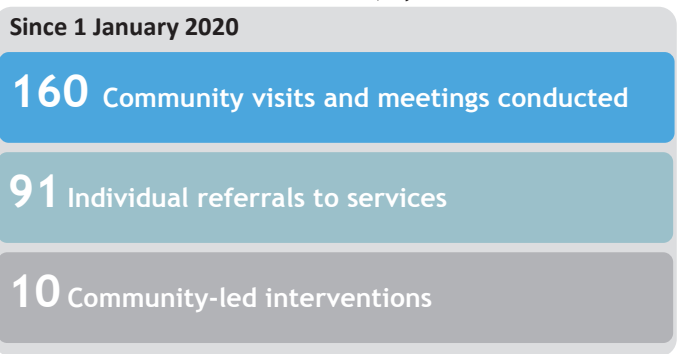 Since 1 January 2020
160 Community visits and meetings conducted
91 Individual referrals to services
10 Community-led interventions